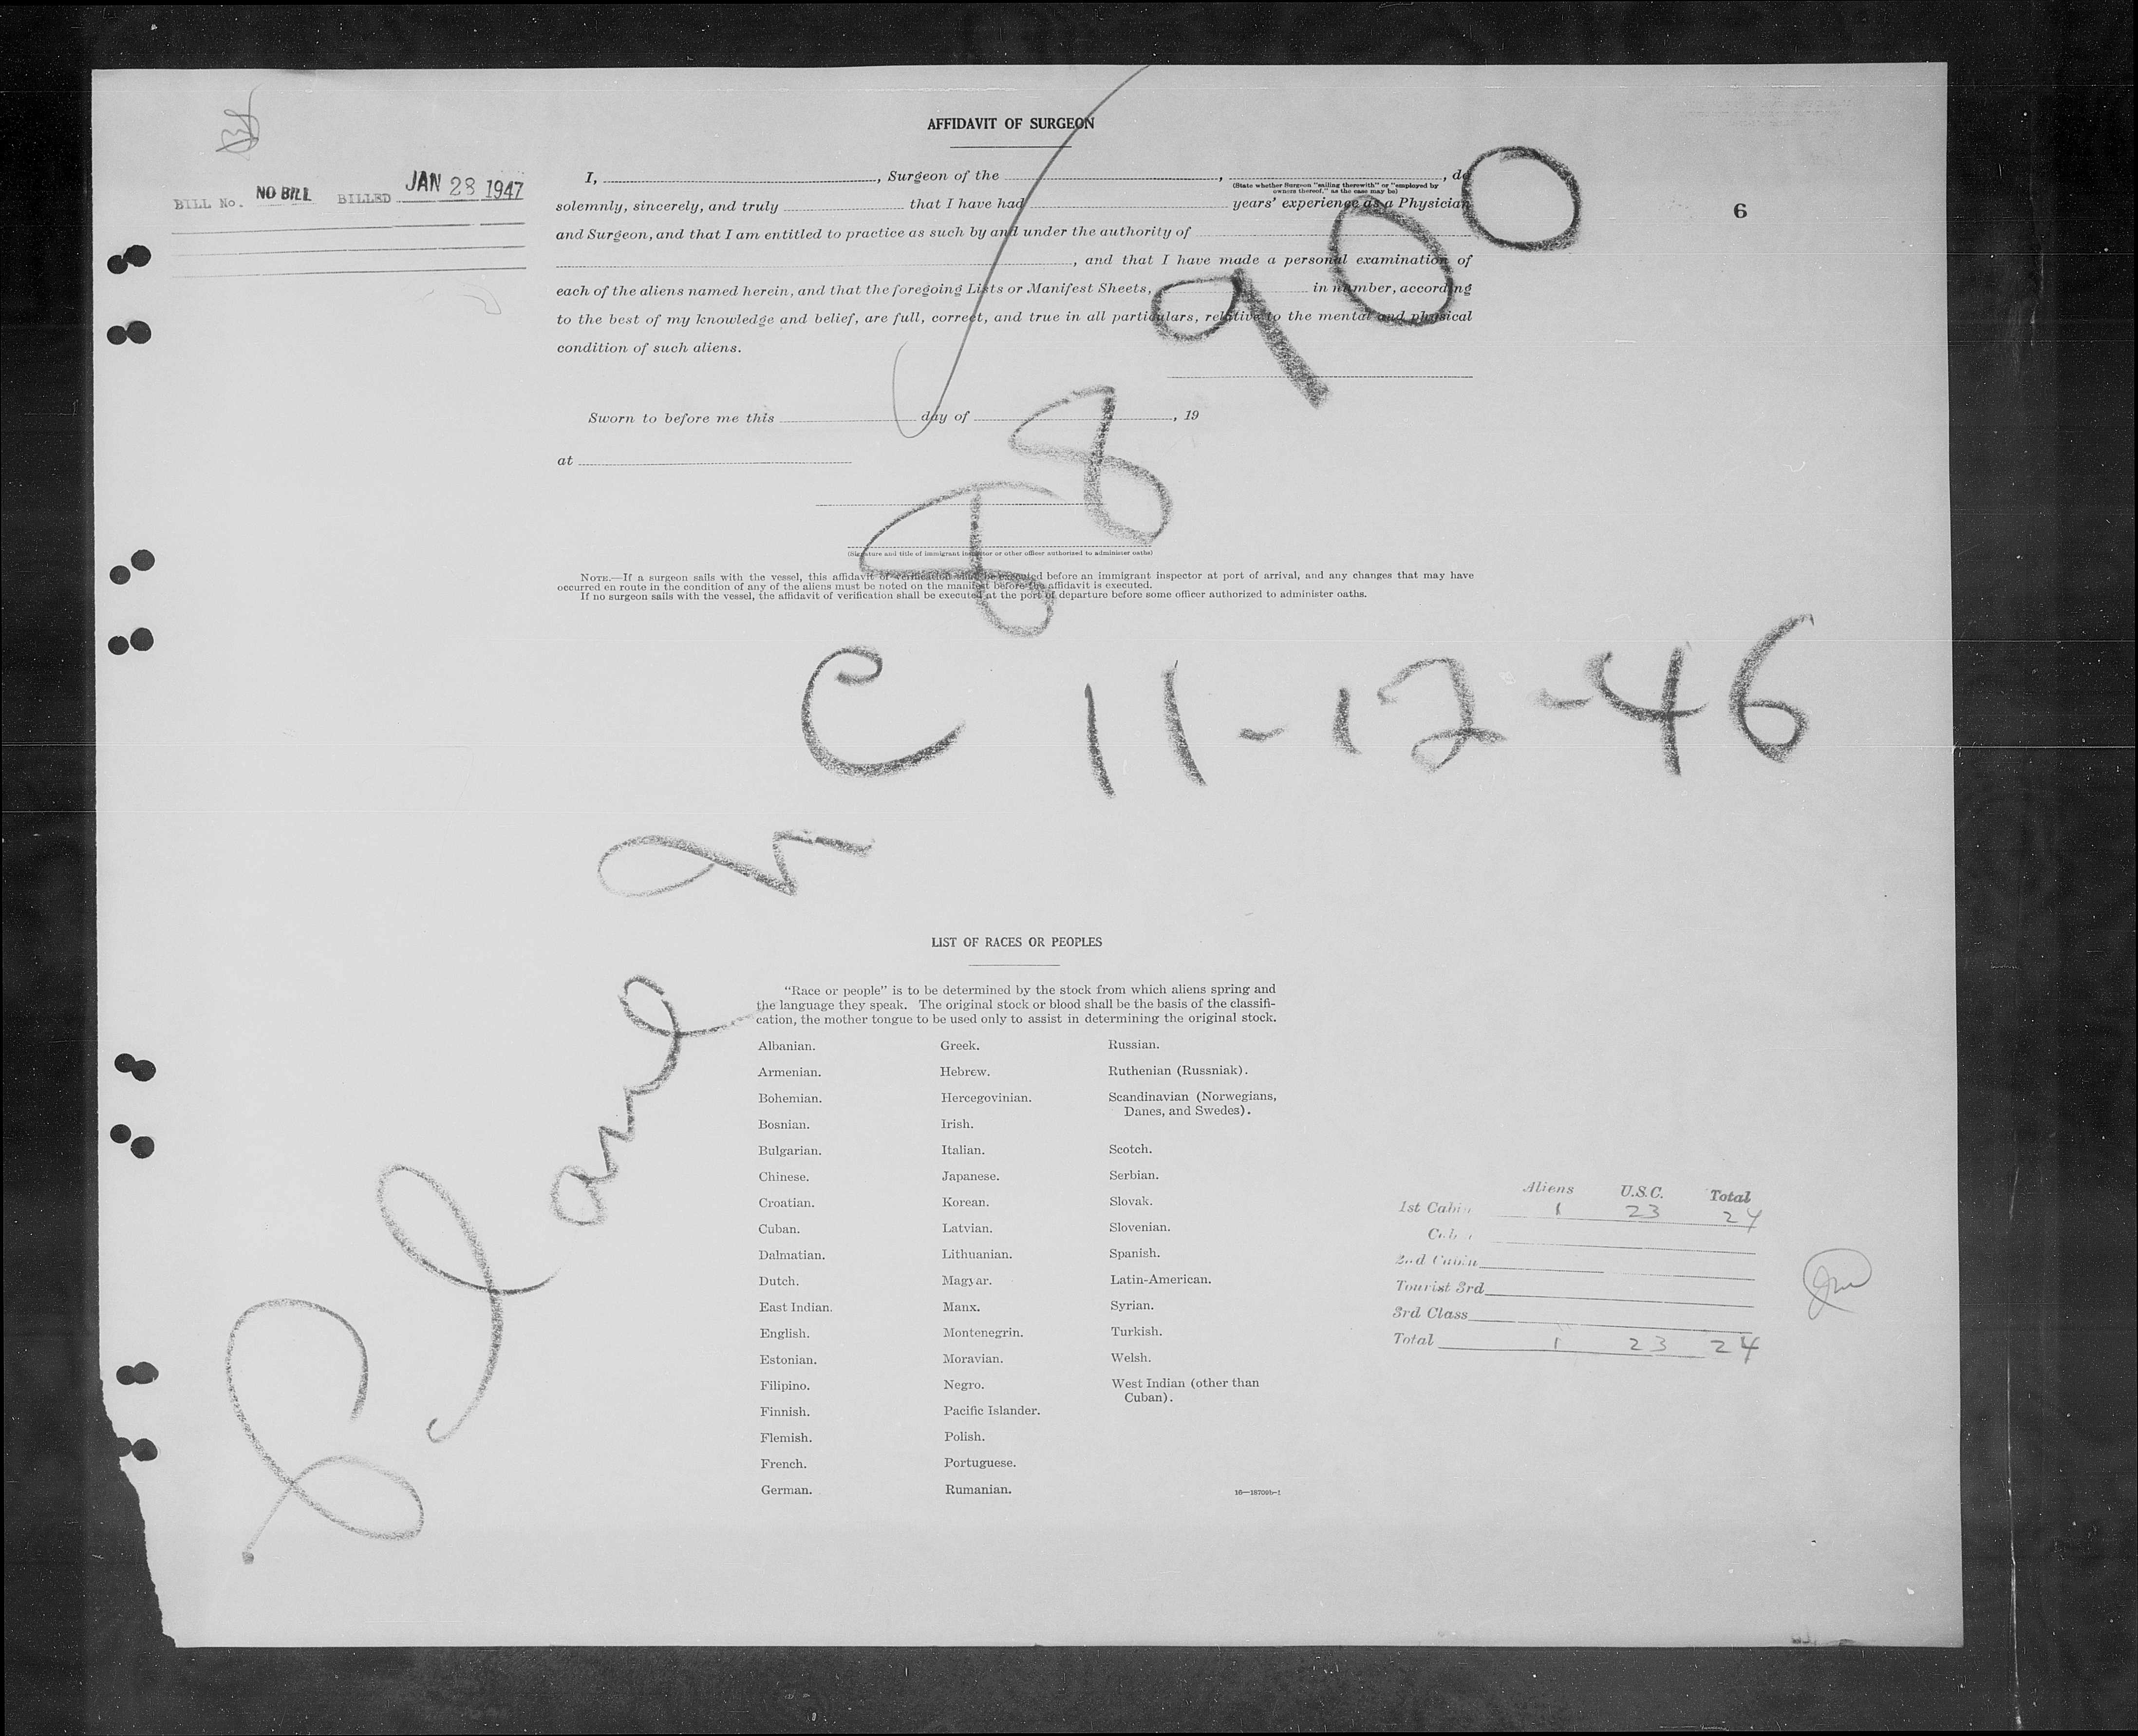 AFFIDAVIT OF SURGEON
BILL No. NO BILL BILLED JAN 28 1947
6
I, , Surgeon of the , , do
(State whether Surgeon "sailing therewith" or "employed by owners thereof," as the case may be)
solemnly, sincerely, and truly that I have had years' experience as a Physician
and Surgeon, and that I am entitled to practice as such by and under the authority of
, and that I have made a personal examination of
each of the aliens named herein, and that the foregoing Lists or Manifest Sheets, in number, according
to the best of my knowledge and belief, are full, correct, and true in all particulars, relative to the mental and physical
condition of such aliens.
Sworn to before me this day of , 19
at
(Signature and title of immigrant inspector or other officer authorized to administer oaths)
NOTE.—If a surgeon sails with the vessel, this affidavit of verification shall be executed before an immigrant inspector at port of arrival, and any changes that may have
occurred en route in the condition of any of the aliens must be noted on the manifest before the affidavit is executed.
If no surgeon sails with the vessel, the affidavit of verification shall be executed at the port of departure before some officer authorized to administer oaths.
Plane Nr 88900
C 11-12-46
LIST OF RACES OR PEOPLES
"Race or people" is to be determined by the stock from which aliens spring and
the language they speak. The original stock or blood shall be the basis of the classifi-
cation, the mother tongue to be used only to assist in determining the original stock.
Albanian.
Armenian.
Bohemian.
Bosnian.
Bulgarian.
Chinese.
Croatian.
Cuban.
Dalmatian.
Dutch.
East Indian.
English.
Estonian.
Filipino.
Finnish.
Flemish.
French.
German.
Greek.
Hebrew.
Hercegovinian.
Irish.
Italian.
Japanese.
Korean.
Latvian.
Lithuanian.
Magyar.
Manx.
Montenegrin.
Moravian.
Negro.
Pacific Islander.
Polish.
Portuguese.
Rumanian.
Russian.
Ruthenian (Russniak).
Scandinavian (Norwegians,
Danes, and Swedes).
Scotch.
Serbian.
Slovak.
Slovenian.
Spanish.
Latin-American.
Syrian.
Turkish.
Welsh.
West Indian (other than
Cuban).
16—18709b-1
Aliens U.S.C. Total
1st Cabin 1 23 24
2nd Cabin
Tourist 3rd
3rd Class
Total 1 23 24